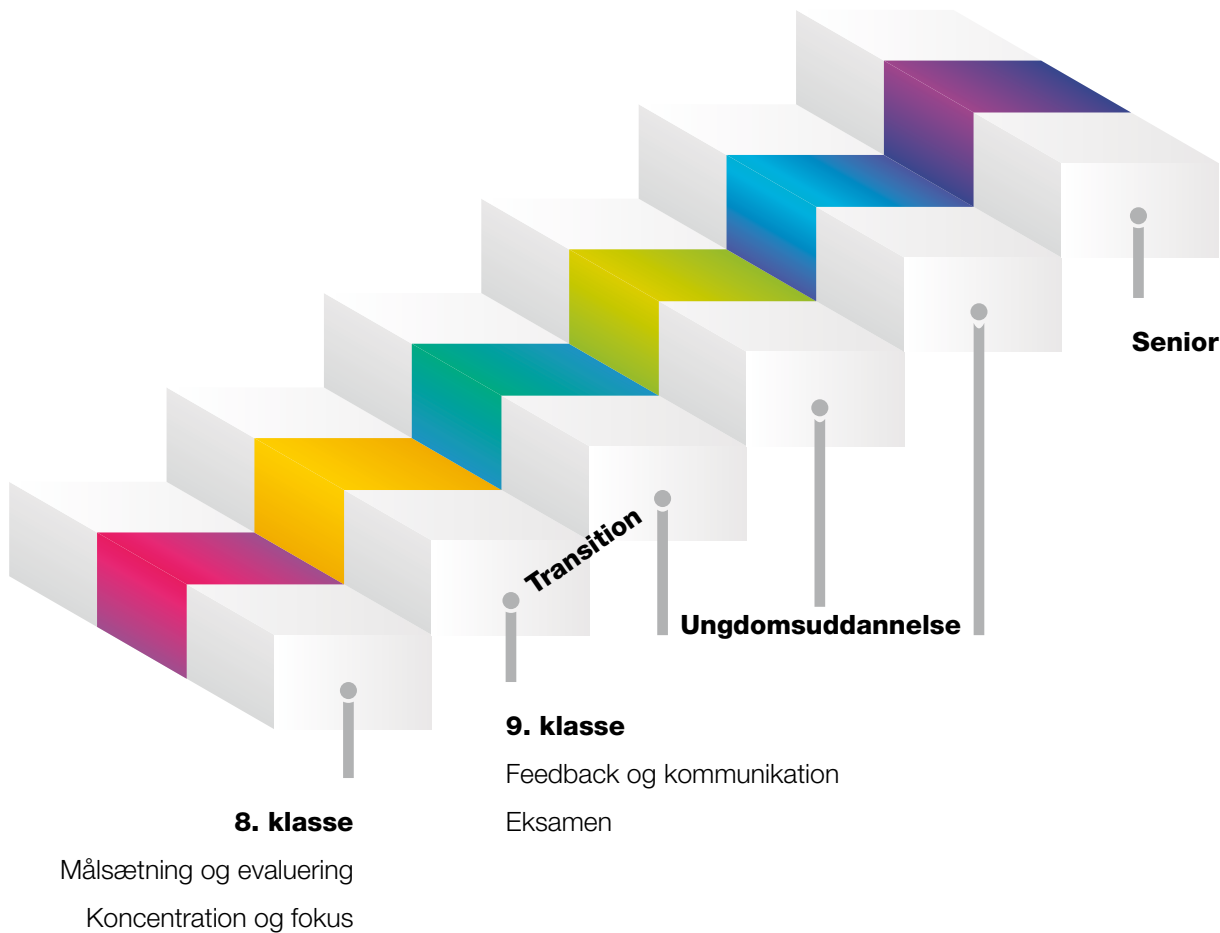 Senior
Transition
Ungdomsuddannelse
9. klasse
Feedback og kommunikation
Eksamen
8. klasse
Målsætning og evaluering
Koncentration og fokus